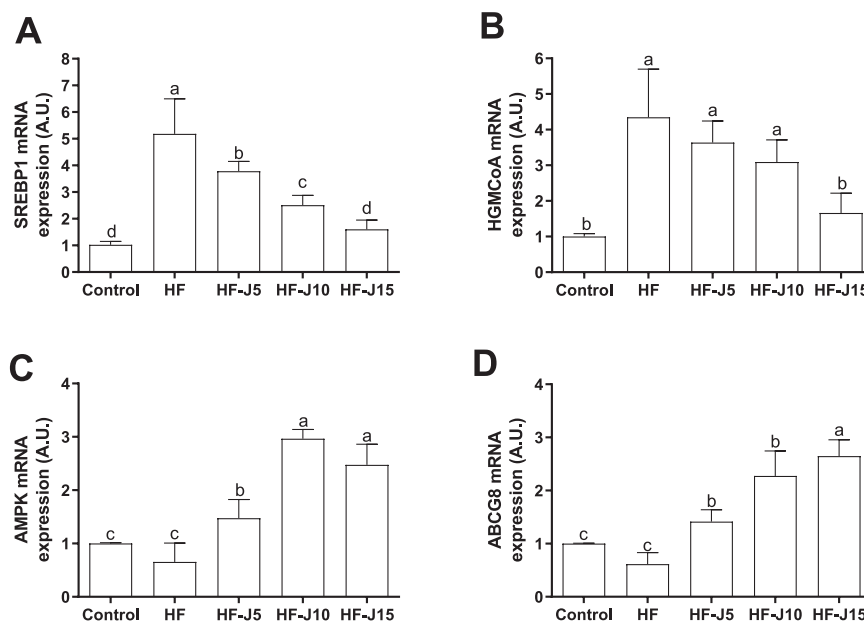 A
SREBP1 mRNA
expression (A.U.)
8
7
6
5
4
3
2
1
0
d
a
b
c
d
Control HF HF-J5 HF-J10 HF-J15
B
HGMCoA mRNA
expression (A.U.)
6
5
4
3
2
1
0
b
a
a
a
b
Control HF HF-J5 HF-J10 HF-J15
C
AMPK mRNA
expression (A.U.)
4
3
2
1
0
c
c
b
a
a
Control HF HF-J5 HF-J10 HF-J15
D
ABCG8 mRNA
expression (A.U.)
4
3
2
1
0
c
c
b
b
a
Control HF HF-J5 HF-J10 HF-J15